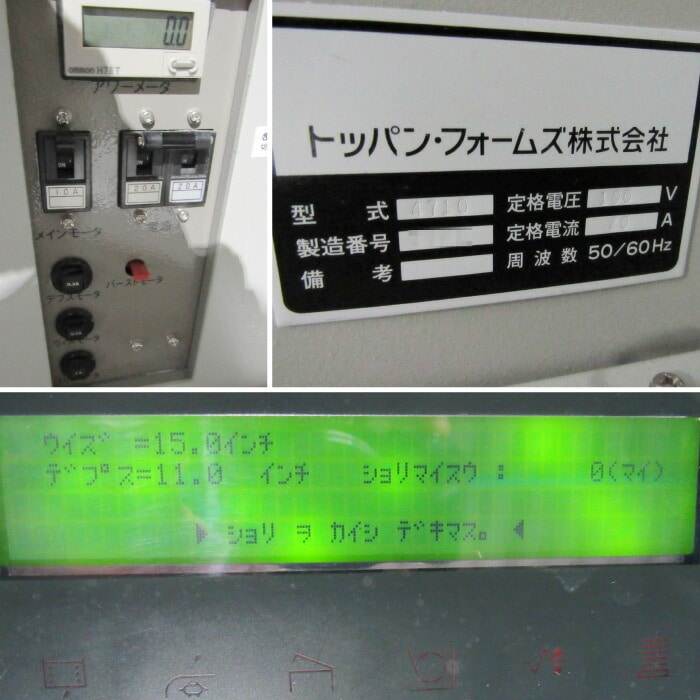 0.0
omron H7ET
アワーメータ
10A
20A
20A
メインモータ
デプスモータ
バーストモータ
トッパン・フォームズ株式会社
型式 4710 定格電圧 100 V
製造番号 定格電流 A
備考 周波数 50/60Hz
ウイズ゛ =15.0インチ
デプス=11.0 インチ ショリマイスウ : 0(マイ)
▶ ショリ ヲ カイシ デキマス。 ◀